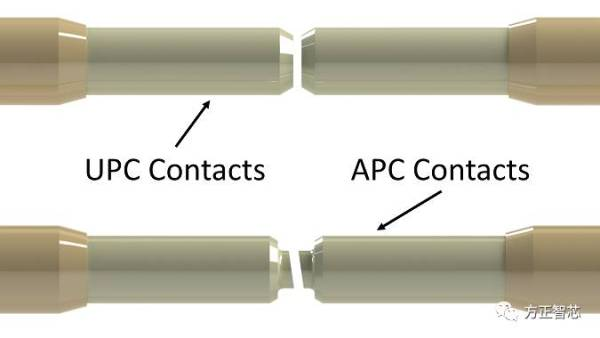 UPC Contacts
APC Contacts
方正智芯